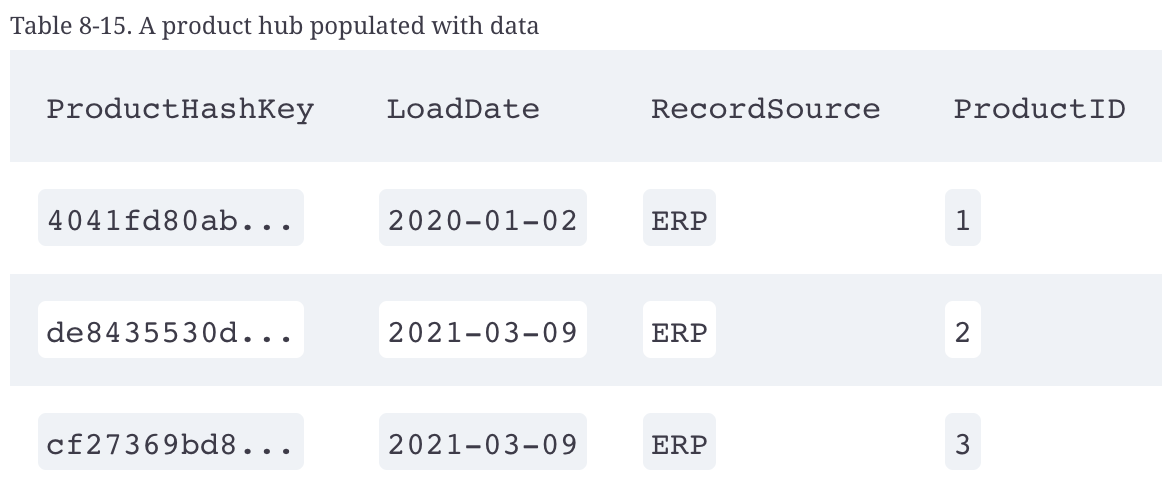 Table 8-15. A product hub populated with data
ProductHashKey LoadDate RecordSource ProductID
4041fd80ab... 2020-01-02 ERP 1
de8435530d... 2021-03-09 ERP 2
cf27369bd8... 2021-03-09 ERP 3